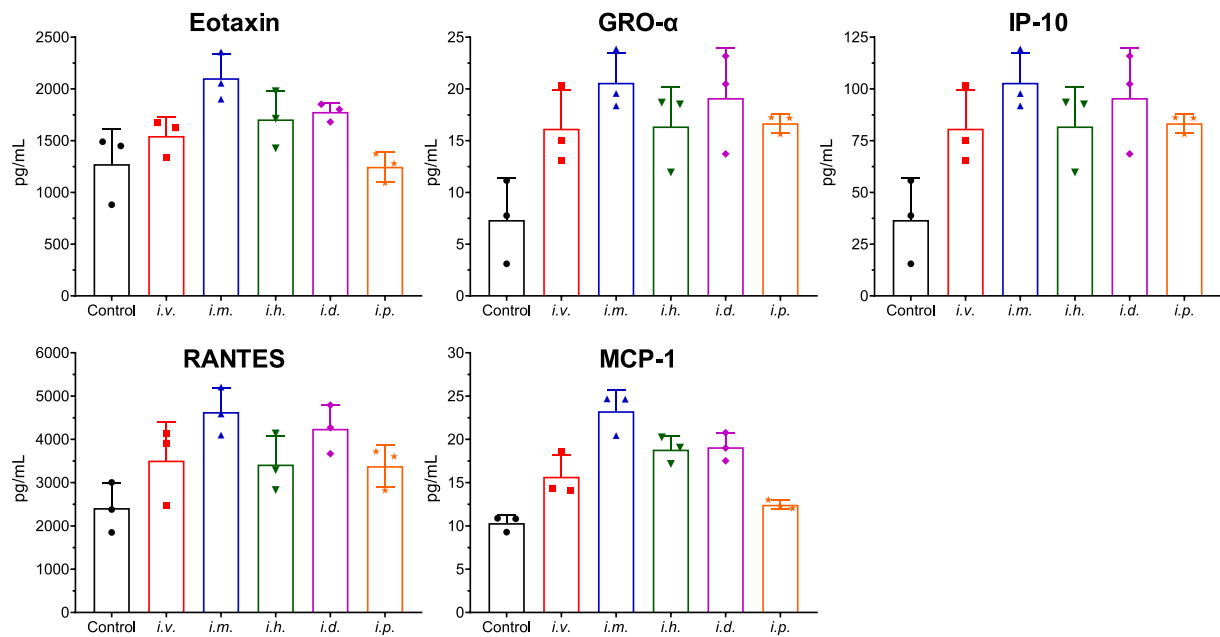 Eotaxin
2500
2000
1500
1000
500
0
pg/mL
Control i.v. i.m. i.h. i.d. i.p.
GRO-α
25
20
15
10
5
0
pg/mL
Control i.v. i.m. i.h. i.d. i.p.
IP-10
125
100
75
50
25
0
pg/mL
Control i.v. i.m. i.h. i.d. i.p.
RANTES
6000
5000
4000
3000
2000
1000
0
pg/mL
Control i.v. i.m. i.h. i.d. i.p.
MCP-1
30
25
20
15
10
5
0
pg/mL
Control i.v. i.m. i.h. i.d. i.p.